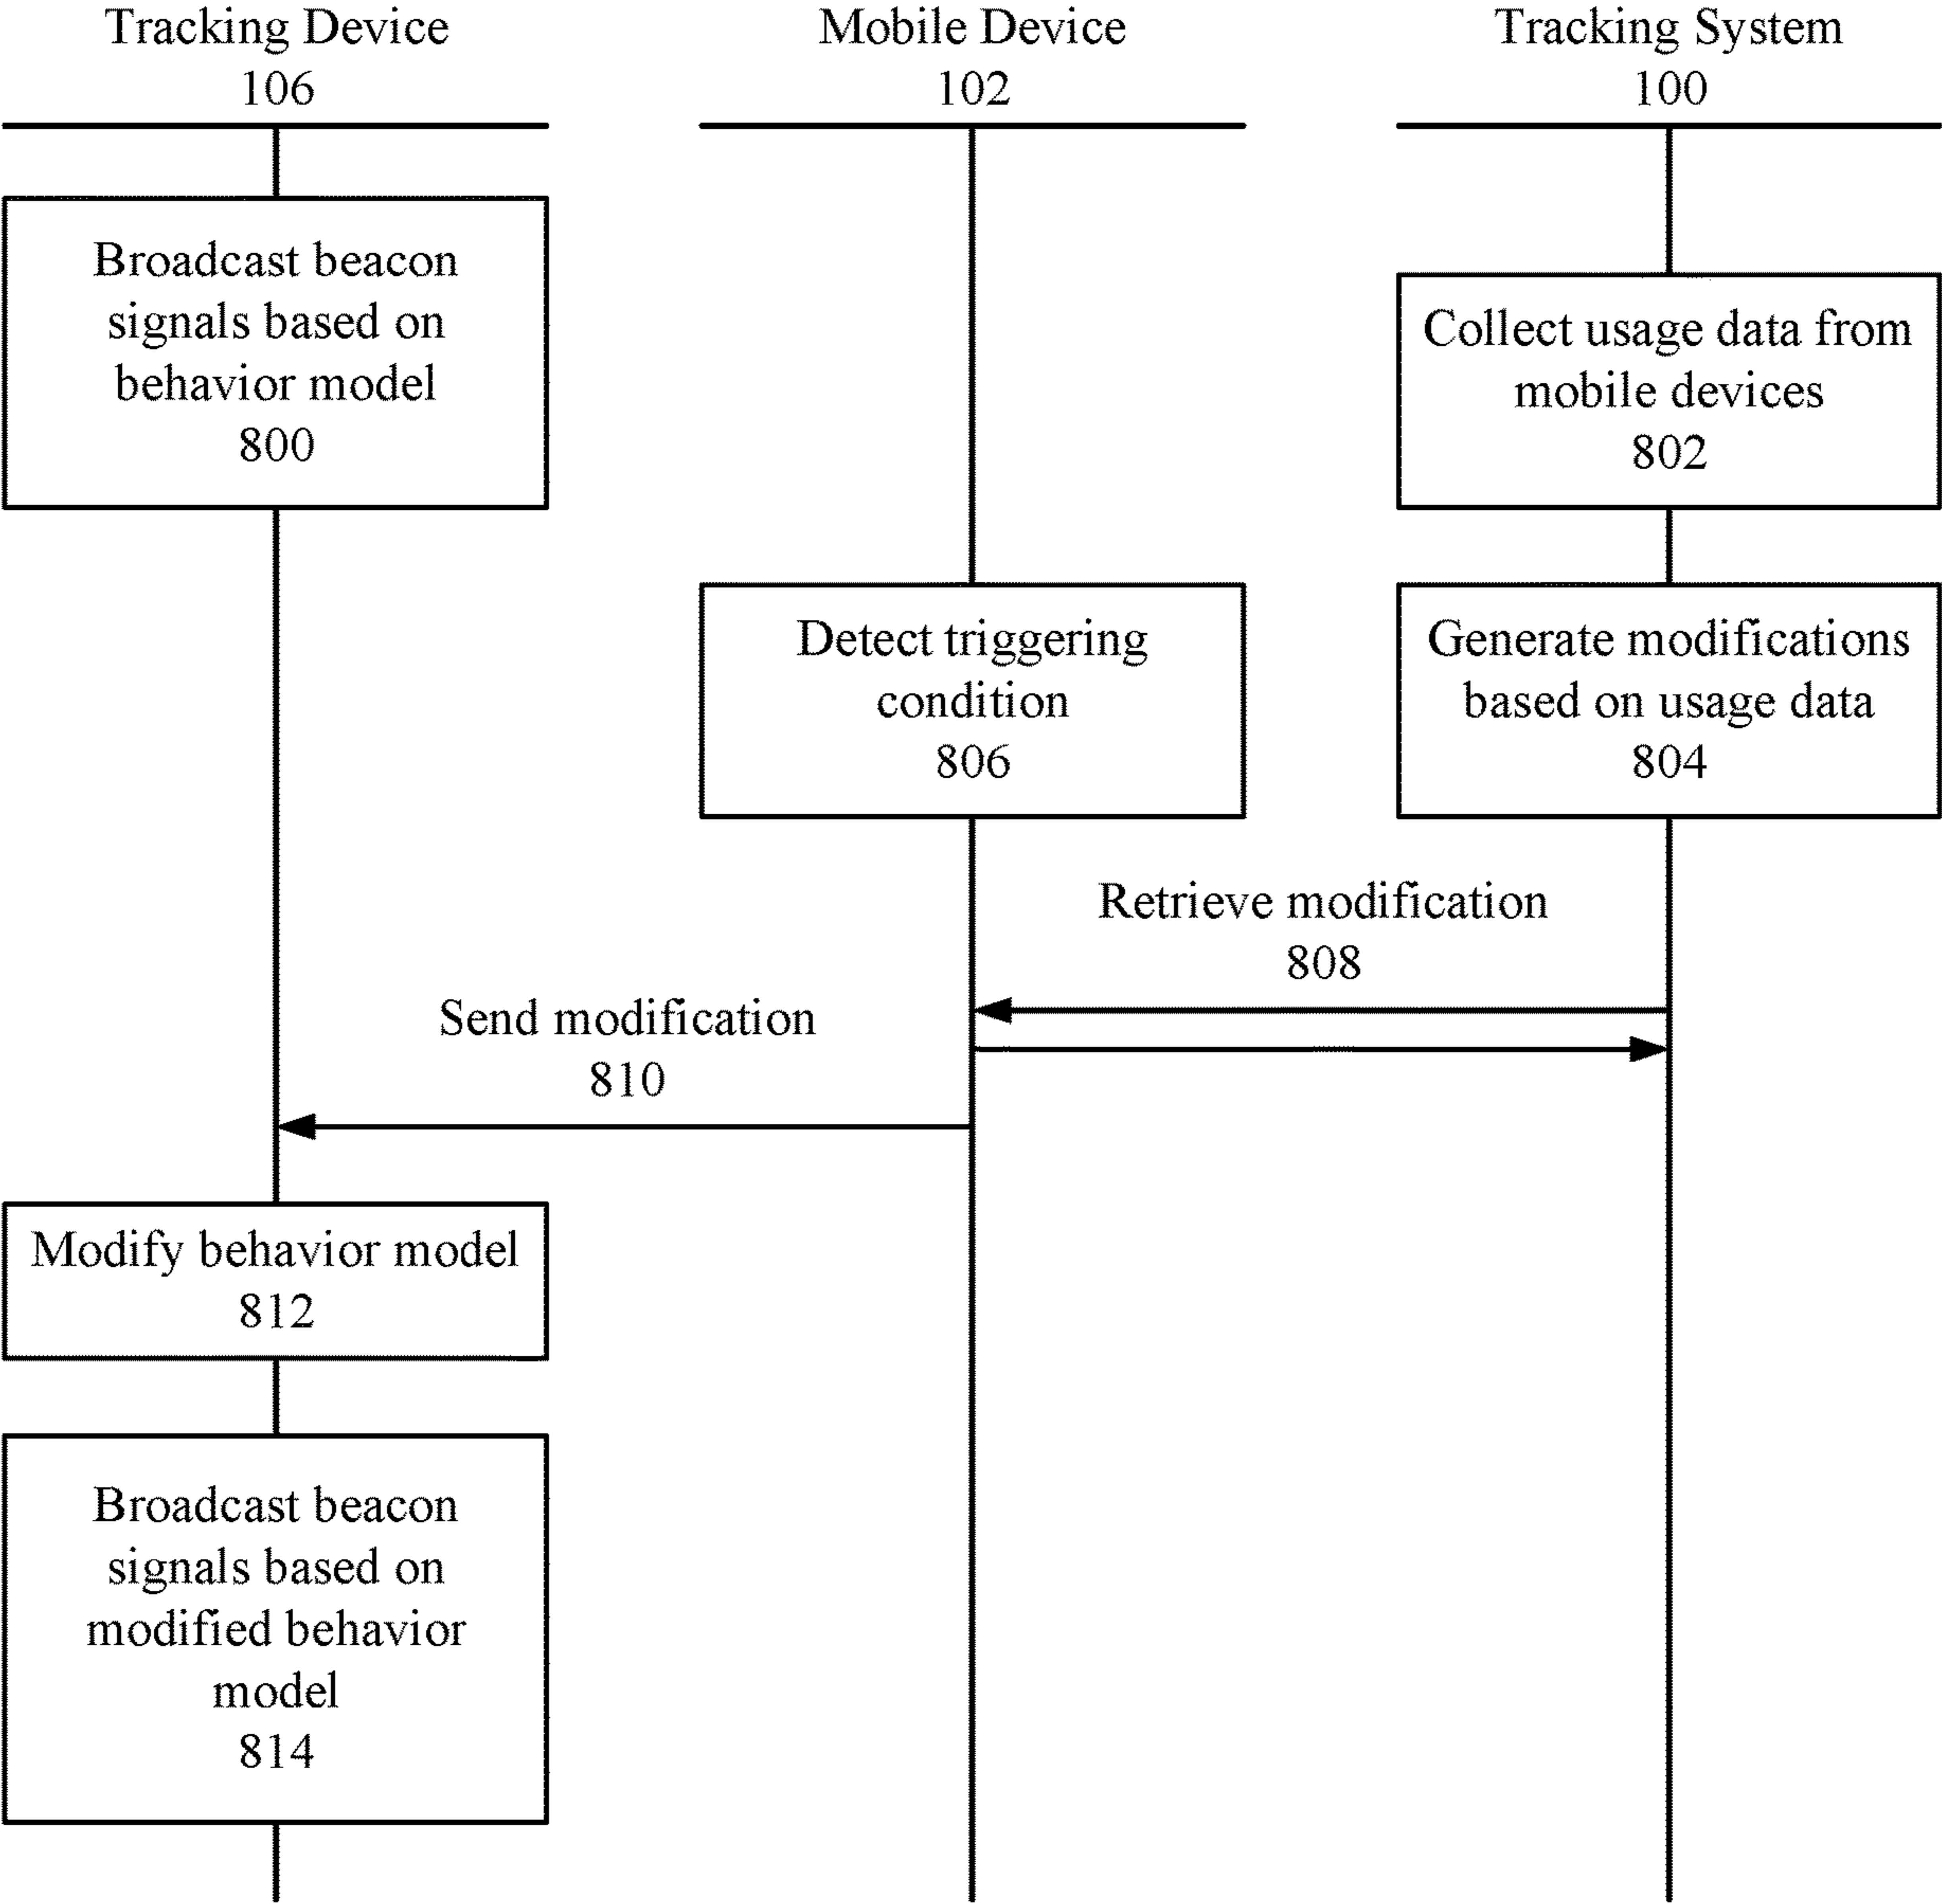 Tracking Device
106
Mobile Device
102
Tracking System
100
Broadcast beacon
signals based on
behavior model
800
Collect usage data from
mobile devices
802
Detect triggering
condition
806
Generate modifications
based on usage data
804
Retrieve modification
808
Send modification
810
Modify behavior model
812
Broadcast beacon
signals based on
modified behavior
model
814